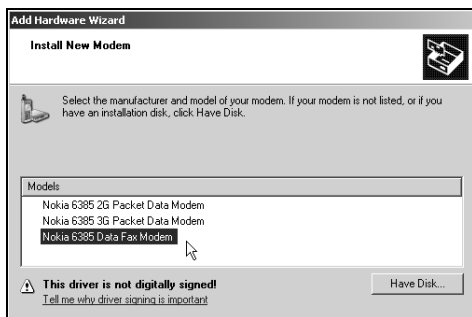 Add Hardware Wizard
Install New Modem
Select the manufacturer and model of your modem. If your modem is not listed, or if you
have an installation disk, click Have Disk.
Models
Nokia 6385 2G Packet Data Modem
Nokia 6385 3G Packet Data Modem
Nokia 6385 Data Fax Modem
This driver is not digitally signed!
Tell me why driver signing is important
Have Disk...